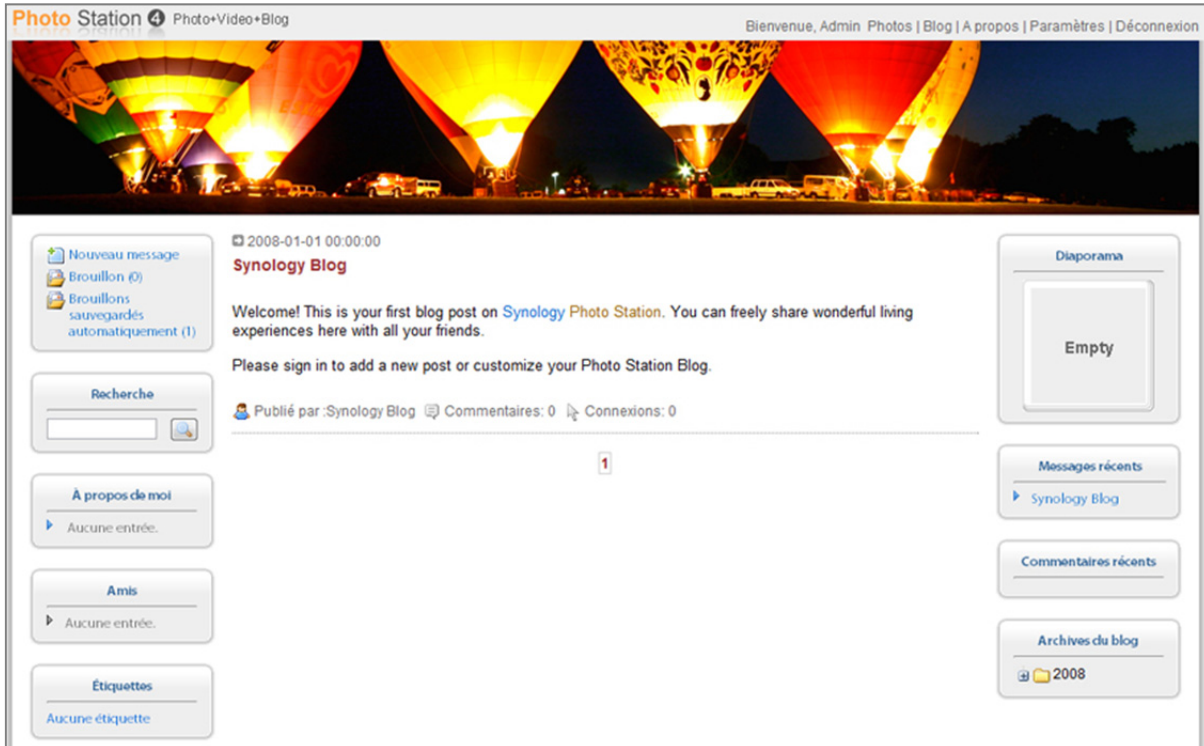 Photo Station 4 Photo+Video+Blog
Bienvenue, Admin Photos | Blog | A propos | Paramètres | Déconnexion
Nouveau message
Brouillon (0)
Brouillons
sauvegardés
automatiquement (1)
Recherche
À propos de moi
Aucune entrée.
Amis
Aucune entrée.
Étiquettes
Aucune étiquette
2008-01-01 00:00:00
Synology Blog
Welcome! This is your first blog post on Synology Photo Station. You can freely share wonderful living
experiences here with all your friends.
Please sign in to add a new post or customize your Photo Station Blog.
Publié par :Synology Blog Commentaires: 0 Connexions: 0
1
Diaporama
Empty
Messages récents
Synology Blog
Commentaires récents
Archives du blog
2008